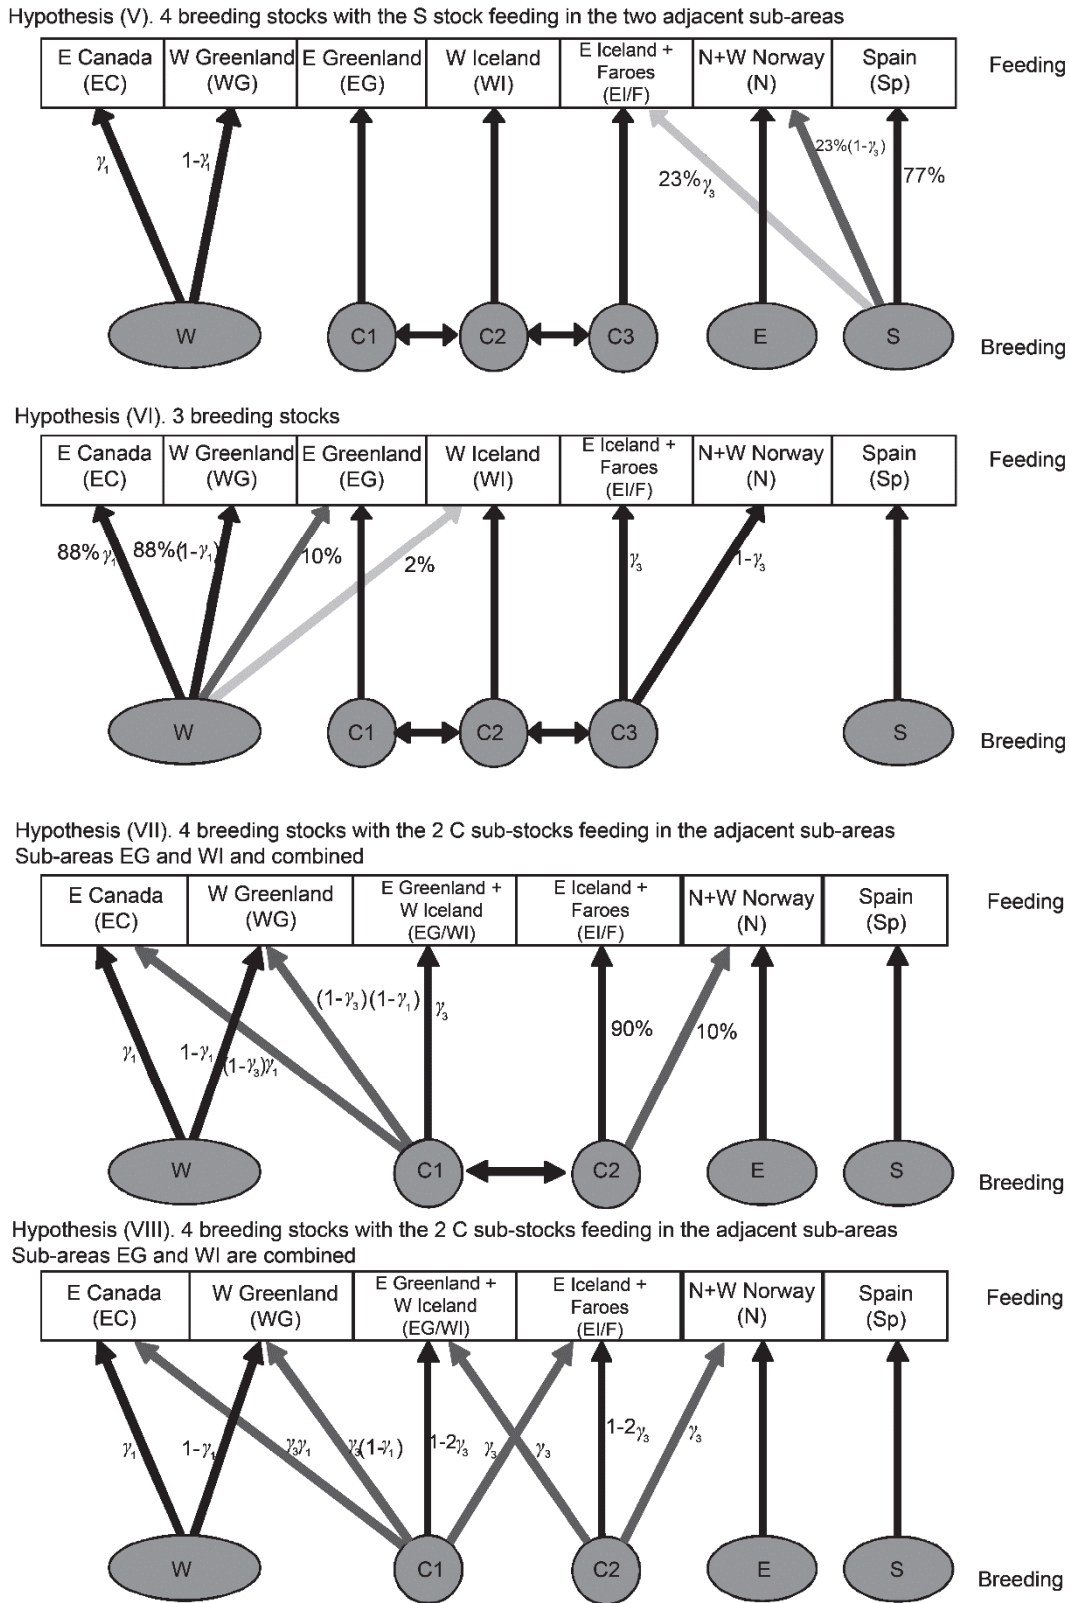 Hypothesis (V). 4 breeding stocks with the S stock feeding in the two adjacent sub-areas
E Canada W Greenland E Greenland W Iceland E Iceland + N+W Norway Spain Feeding
(EC) (WG) (EG) (WI) Faroes (N) (Sp)
(EI/F)
γ1 1-γ1 23%γ3 23%(1-γ3) 77%
W C1 C2 C3 E S
Breeding
Hypothesis (VI). 3 breeding stocks
E Canada W Greenland E Greenland W Iceland E Iceland + N+W Norway Spain Feeding
(EC) (WG) (EG) (WI) Faroes (N) (Sp)
(EI/F)
88%γ1 88%(1-γ1) 10% 2% γ3 1-γ3
W C1 C2 C3 S
Breeding
Hypothesis (VII). 4 breeding stocks with the 2 C sub-stocks feeding in the adjacent sub-areas
Sub-areas EG and WI and combined
E Canada W Greenland E Greenland + E Iceland + N+W Norway Spain Feeding
(EC) (WG) W Iceland Faroes (N) (Sp)
(EG/WI) (EI/F)
(1-γ3)(1-γ1) γ3 90% 10%
γ1 1-γ1 (1-γ3)γ1
W C1 C2 E S
Breeding
Hypothesis (VIII). 4 breeding stocks with the 2 C sub-stocks feeding in the adjacent sub-areas
Sub-areas EG and WI are combined
E Canada W Greenland E Greenland + E Iceland + N+W Norway Spain Feeding
(EC) (WG) W Iceland Faroes (N) (Sp)
(EG/WI) (EI/F)
γ1 1-γ1 γ3γ1 γ3(1-γ1) 1-2γ3 γ3 γ3 1-2γ3 γ3
W C1 C2 E S
Breeding